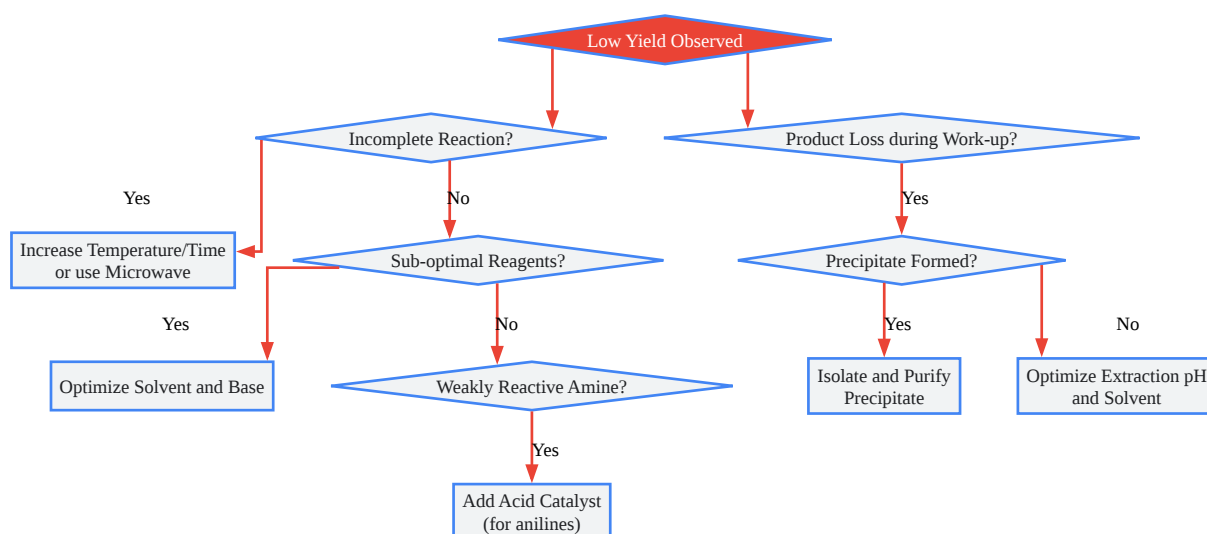 Low Yield Observed
Incomplete Reaction?
Product Loss during Work-up?
Yes
No
Yes
Increase Temperature/Time
or use Microwave
Sub-optimal Reagents?
Precipitate Formed?
Yes
No
Yes
No
Optimize Solvent and Base
Weakly Reactive Amine?
Isolate and Purify
Precipitate
Optimize Extraction pH
and Solvent
Yes
Add Acid Catalyst
(for anilines)